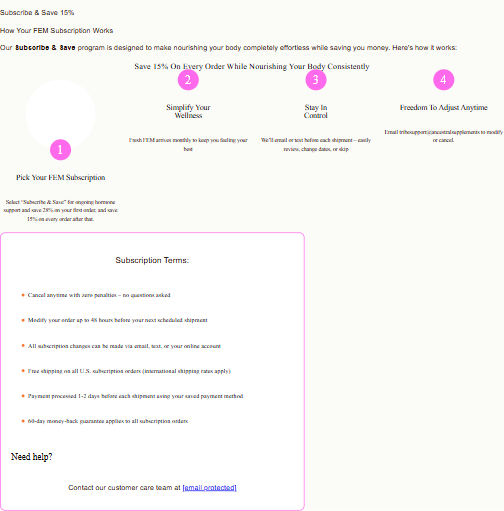 Subscribe & Save 15%
How Your FEM Subscription Works
Our Subscribe & Save program is designed to make nourishing your body completely effortless while saving you money. Here's how it works:
Save 15% On Every Order While Nourishing Your Body Consistently
1
Pick Your FEM Subscription
Select "Subscribe & Save" for ongoing hormone
support and save 28% on your first order, and save
15% on every order after that.
2
Simplify Your
Wellness
Fresh FEM arrives monthly to keep you feeling your
best
3
Stay In
Control
We'll email or text before each shipment – easily
review, change dates, or skip
4
Freedom To Adjust Anytime
Email tribesupport@ancestralsupplements to modify
or cancel.
Subscription Terms:
Cancel anytime with zero penalties – no questions asked
Modify your order up to 48 hours before your next scheduled shipment
All subscription changes can be made via email, text, or your online account
Free shipping on all U.S. subscription orders (international shipping rates apply)
Payment processed 1-2 days before each shipment using your saved payment method
60-day money-back guarantee applies to all subscription orders
Need help?
Contact our customer care team at [email protected]